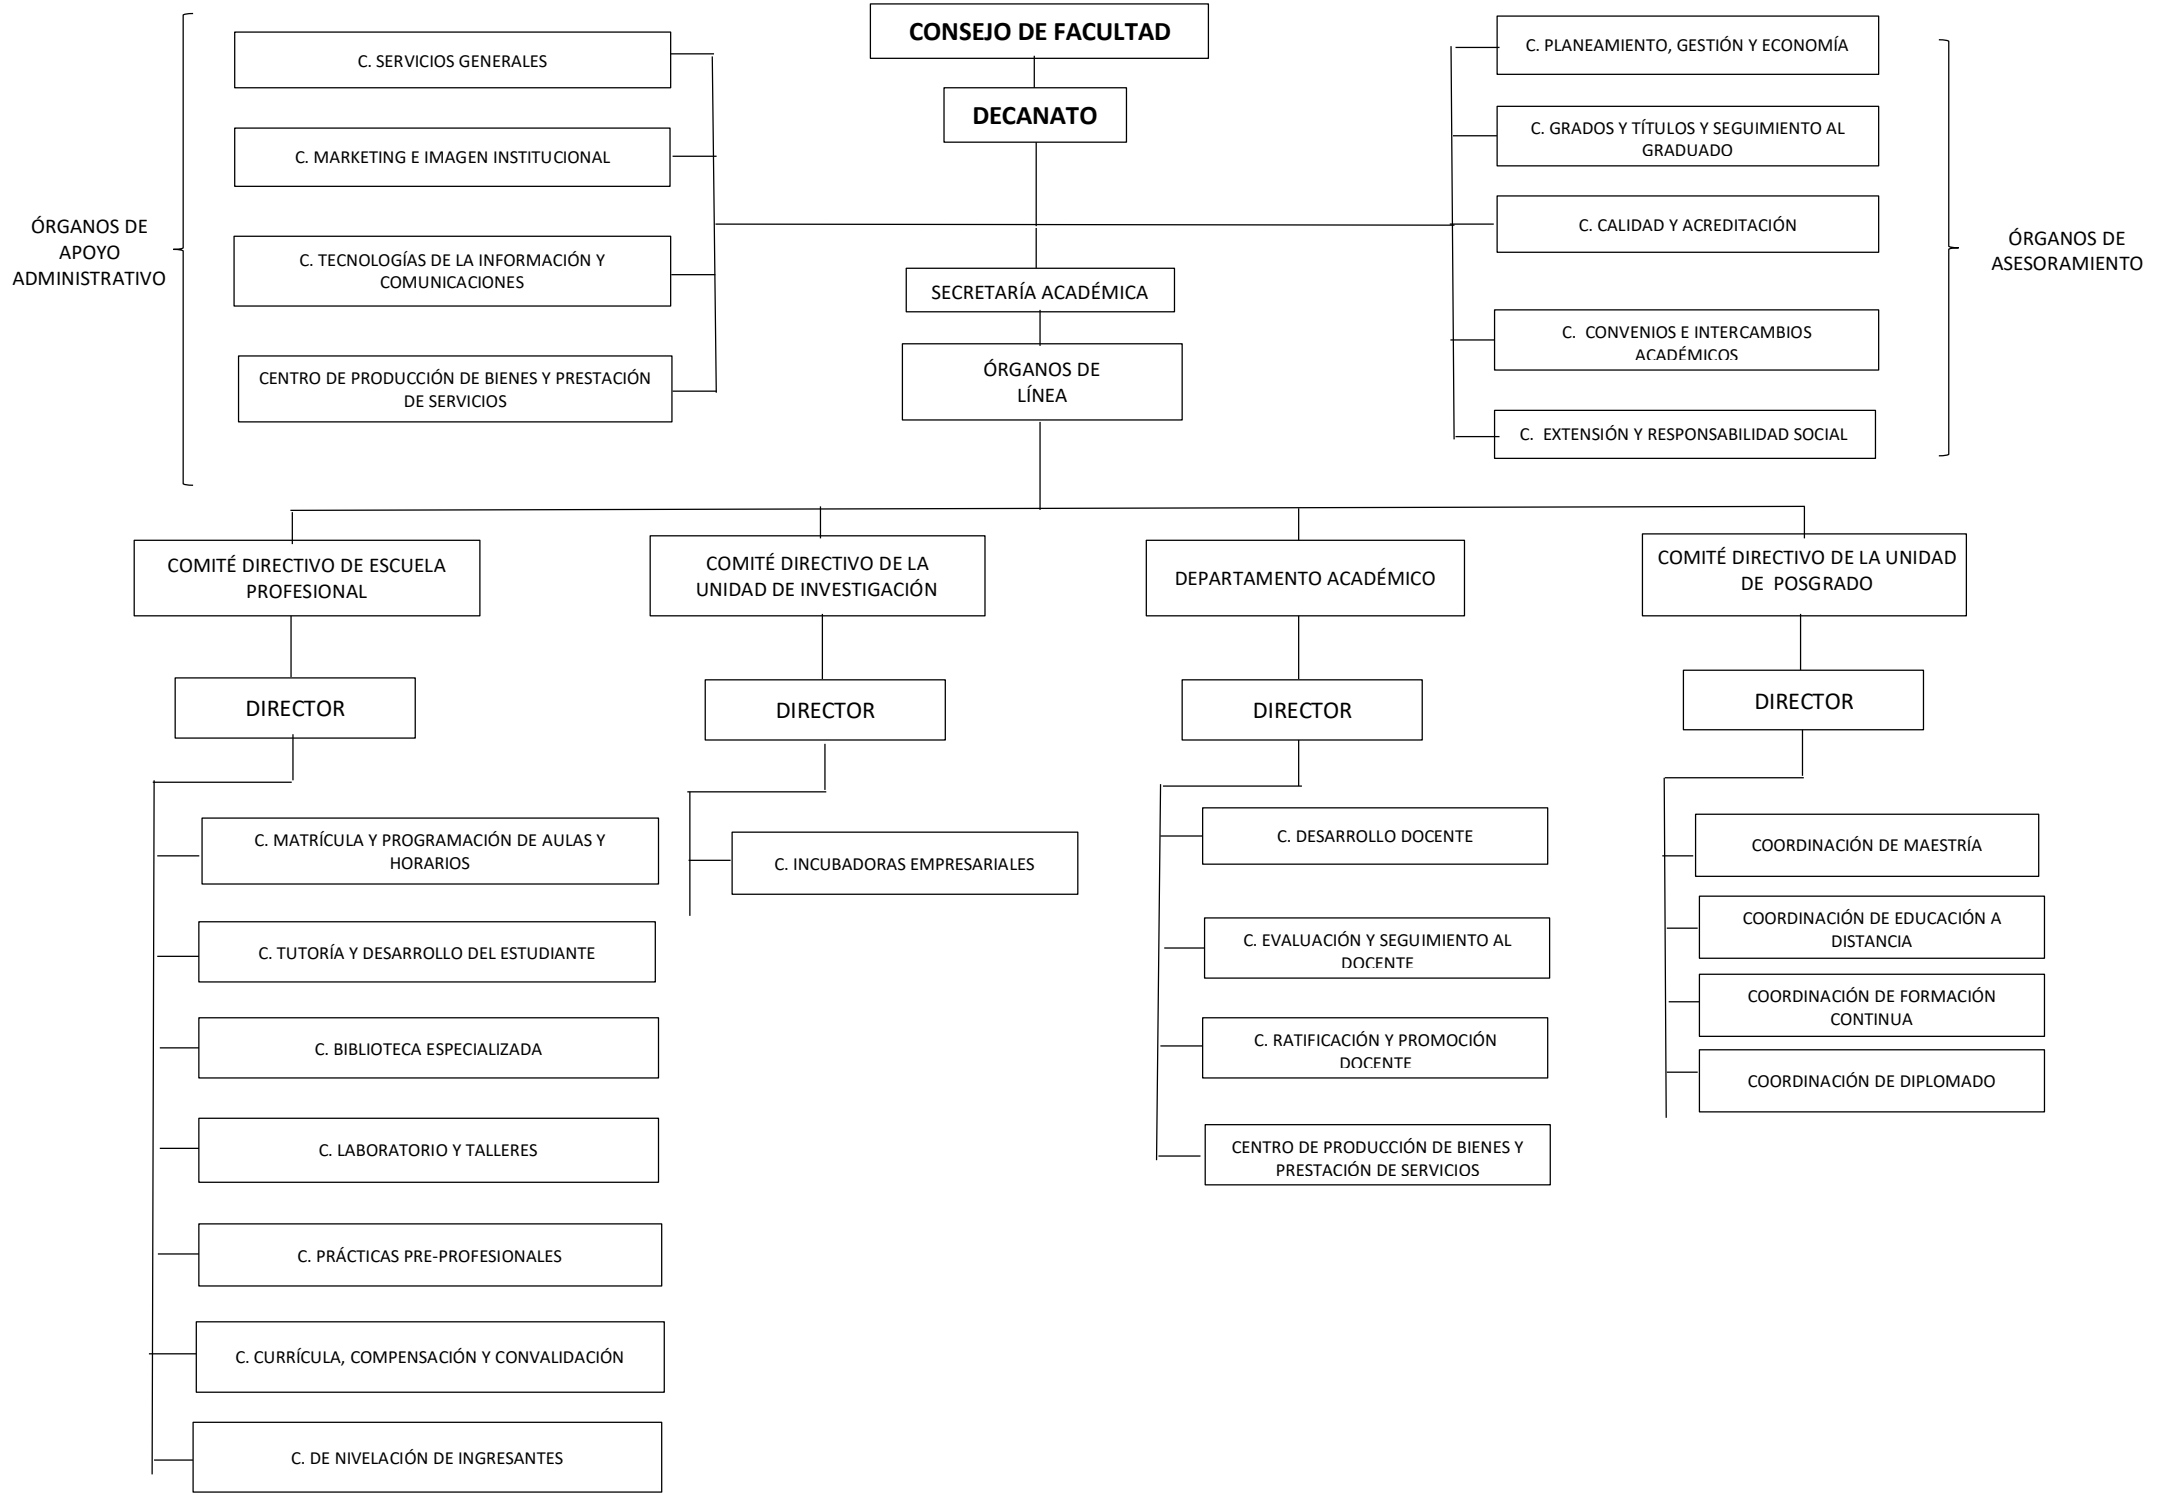 CONSEJO DE FACULTAD
DECANATO
ÓRGANOS DE
APOYO
ADMINISTRATIVO
C. SERVICIOS GENERALES
C. MARKETING E IMAGEN INSTITUCIONAL
C. TECNOLOGÍAS DE LA INFORMACIÓN Y
COMUNICACIONES
CENTRO DE PRODUCCIÓN DE BIENES Y PRESTACIÓN
DE SERVICIOS
C. PLANEAMIENTO, GESTIÓN Y ECONOMÍA
C. GRADOS Y TÍTULOS Y SEGUIMIENTO AL
GRADUADO
C. CALIDAD Y ACREDITACIÓN
C. CONVENIOS E INTERCAMBIOS
ACADÉMICOS
C. EXTENSIÓN Y RESPONSABILIDAD SOCIAL
ÓRGANOS DE
ASESORAMIENTO
SECRETARÍA ACADÉMICA
ÓRGANOS DE
LÍNEA
COMITÉ DIRECTIVO DE ESCUELA
PROFESIONAL
DIRECTOR
C. MATRÍCULA Y PROGRAMACIÓN DE AULAS Y
HORARIOS
C. TUTORÍA Y DESARROLLO DEL ESTUDIANTE
C. BIBLIOTECA ESPECIALIZADA
C. LABORATORIO Y TALLERES
C. PRÁCTICAS PRE-PROFESIONALES
C. CURRÍCULA, COMPENSACIÓN Y CONVALIDACIÓN
C. DE NIVELACIÓN DE INGRESANTES
COMITÉ DIRECTIVO DE LA
UNIDAD DE INVESTIGACIÓN
DIRECTOR
C. INCUBADORAS EMPRESARIALES
DEPARTAMENTO ACADÉMICO
DIRECTOR
C. DESARROLLO DOCENTE
C. EVALUACIÓN Y SEGUIMIENTO AL
DOCENTE
C. RATIFICACIÓN Y PROMOCIÓN
DOCENTE
CENTRO DE PRODUCCIÓN DE BIENES Y
PRESTACIÓN DE SERVICIOS
COMITÉ DIRECTIVO DE LA UNIDAD
DE POSGRADO
DIRECTOR
COORDINACIÓN DE MAESTRÍA
COORDINACIÓN DE EDUCACIÓN A
DISTANCIA
COORDINACIÓN DE FORMACIÓN
CONTINUA
COORDINACIÓN DE DIPLOMADO